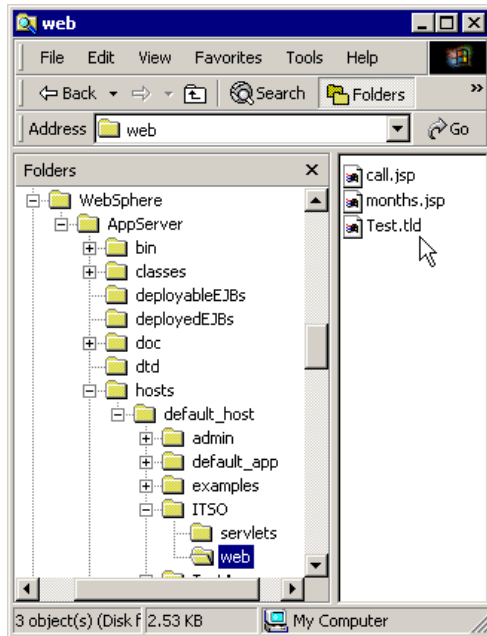 web
File Edit View Favorites Tools Help
Back Search Folders »
Address web Go
Folders
WebSphere
AppServer
bin
classes
deployableEJBs
deployedEJBs
doc
dtd
hosts
default_host
admin
default_app
examples
ITSO
servlets
web
call.jsp
months.jsp
Test.tld
3 object(s) (Disk f 2.53 KB My Computer